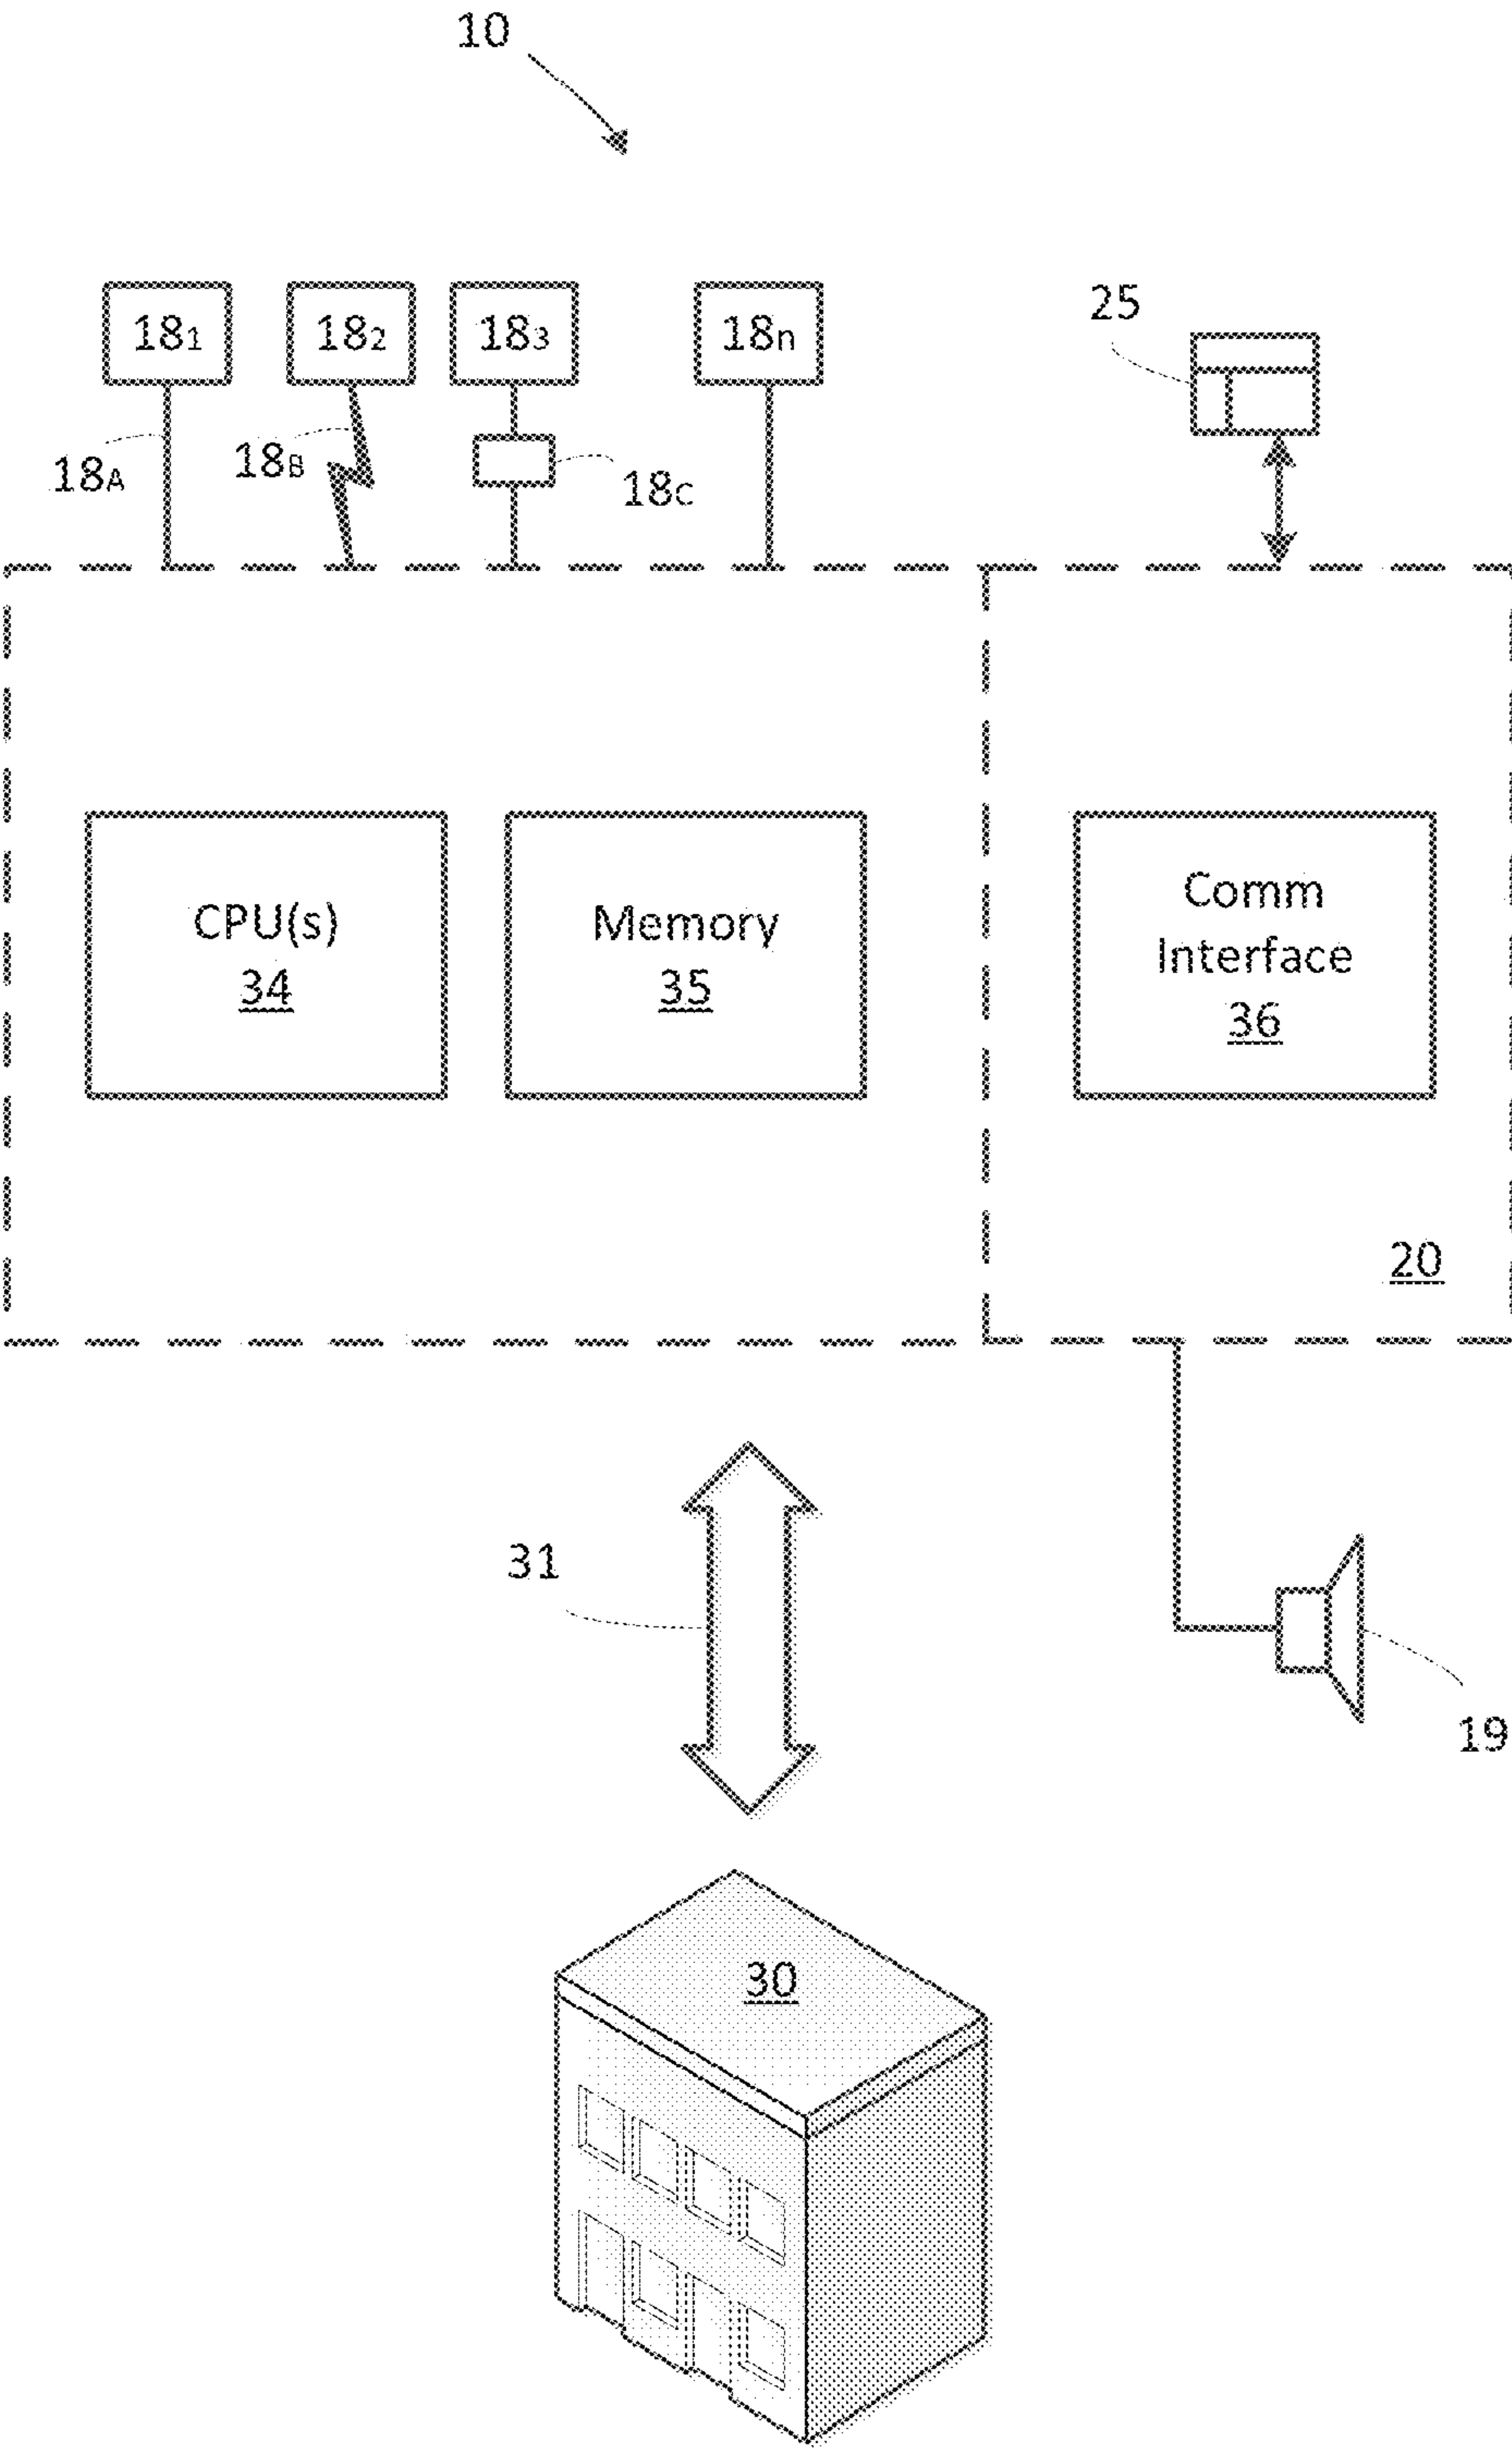 10
18₁ 18₂ 18₃ 18n
25
18A 18B 18C
CPU(s)
34
Memory
35
Comm
Interface
36
20
31
19
30